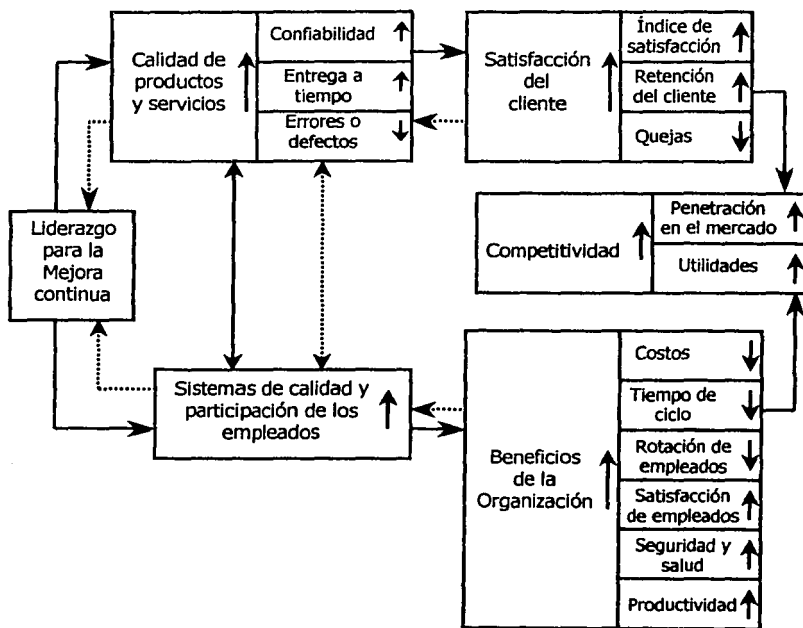 Calidad de
productos
y servicios
Confiabilidad
Entrega a
tiempo
Errores o
defectos
Satisfacción
del
cliente
Índice de
satisfacción
Retención
del cliente
Quejas
Liderazgo
para la
Mejora
continua
Competitividad
Penetración
en el mercado
Utilidades
Sistemas de calidad y
participación de los
empleados
Beneficios
de la
Organización
Costos
Tiempo de
ciclo
Rotación de
empleados
Satisfacción
de empleados
Seguridad y
salud
Productividad